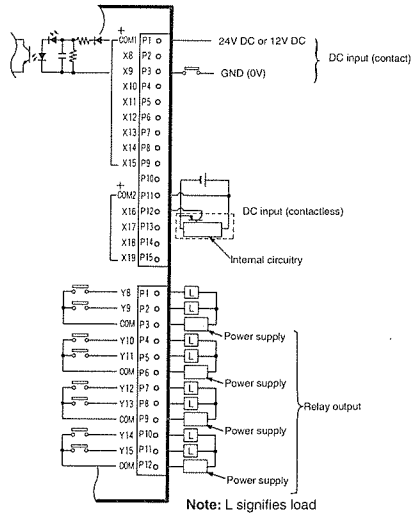 +
COM1 P1 24V DC or 12V DC
X8 P2 DC input (contact)
X9 P3 GND (0V)
X10 P4
X11 P5
X12 P6
X13 P7
X14 P8
X15 P9
P10
+
COM2 P11
X16 P12 DC input (contactless)
X17 P13
X18 P14
X19 P15 Internal circuitry
Y8 P1 L
Y9 P2 L
COM P3 Power supply
Y10 P4 L
Y11 P5 L
COM P6 Power supply
Y12 P7 L
Relay output
Y13 P8 L
COM P9 Power supply
Y14 P10 L
Y15 P11 L
COM P12 Power supply
Note: L signifies load